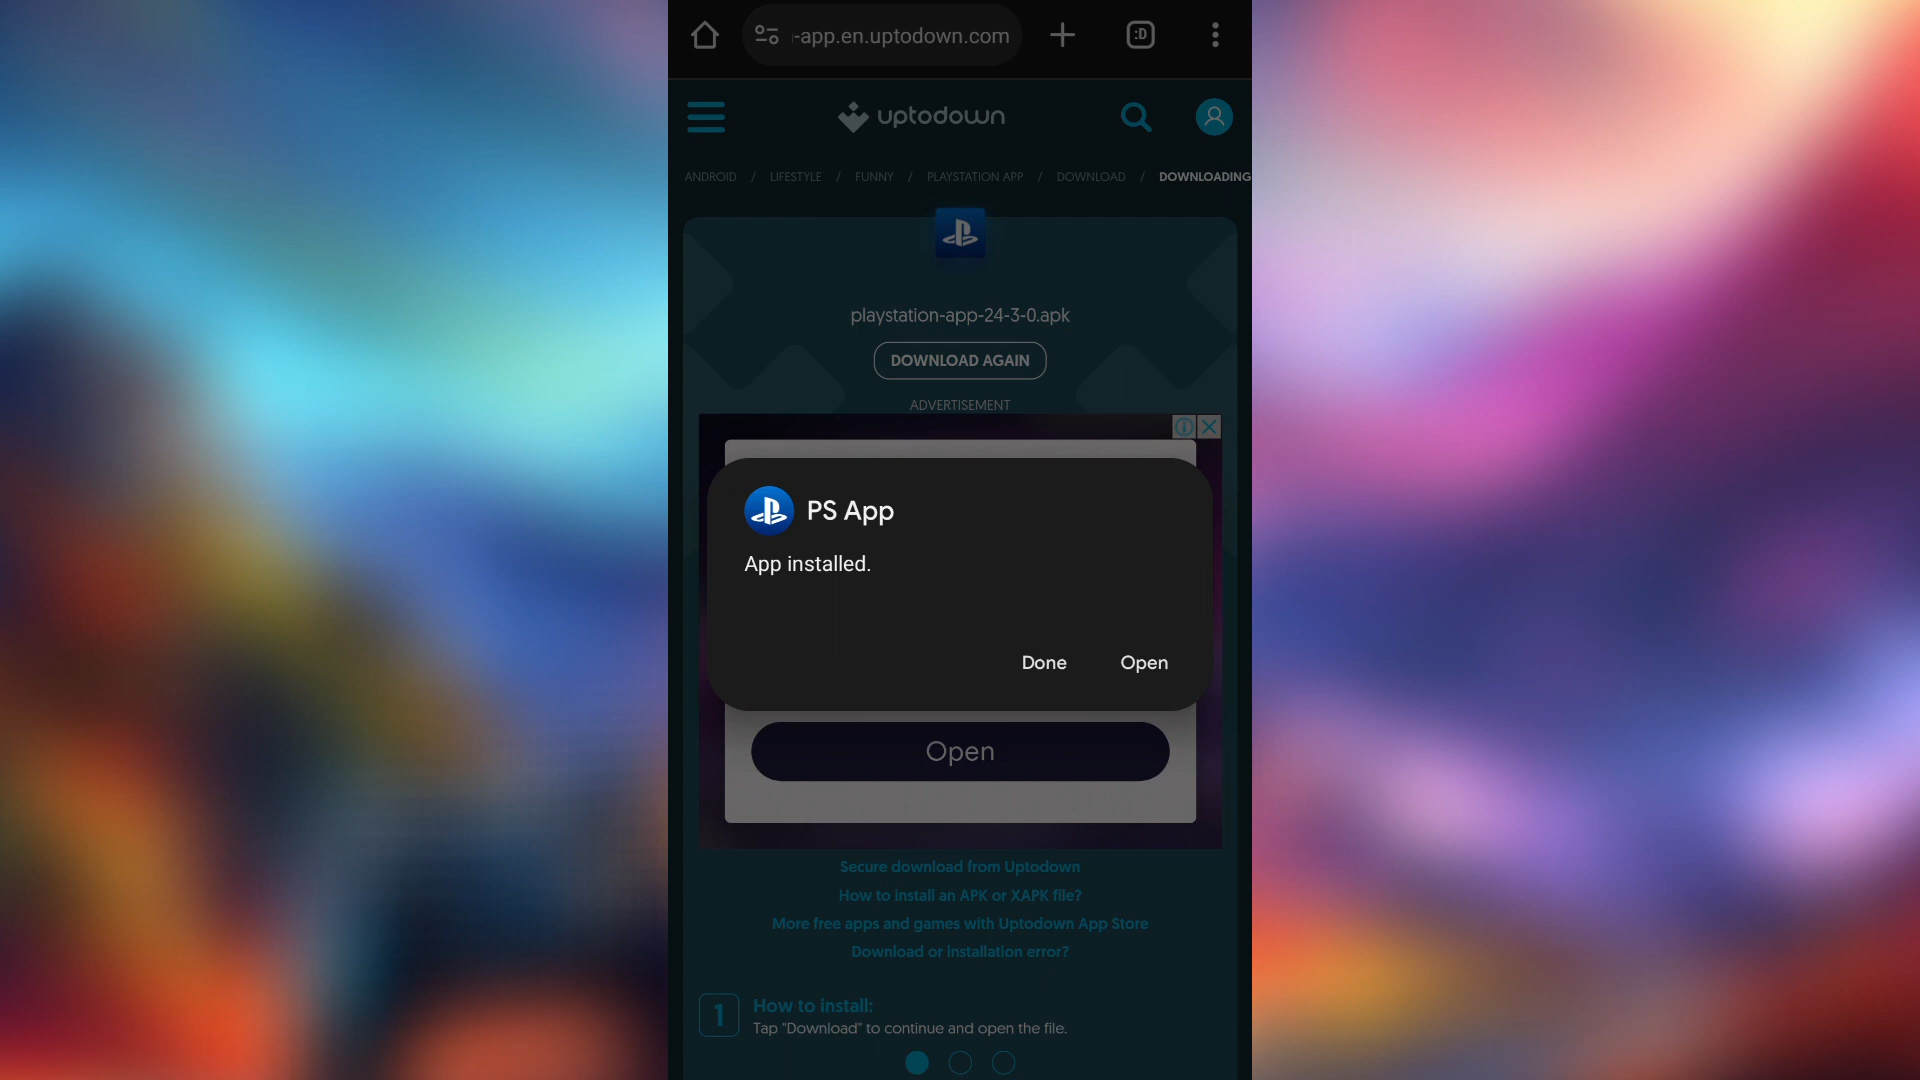 -app.en.uptodown.com
:D
uptodown
ANDROID / LIFESTYLE / FUNNY / PLAYSTATION APP / DOWNLOAD / DOWNLOADING
playstation-app-24-3-0.apk
DOWNLOAD AGAIN
ADVERTISEMENT
PS App
App installed.
Done Open
Open
Secure download from Uptodown
How to install an APK or XAPK file?
More free apps and games with Uptodown App Store
Download or installation error?
1 How to install:
Tap "Download" to continue and open the file.